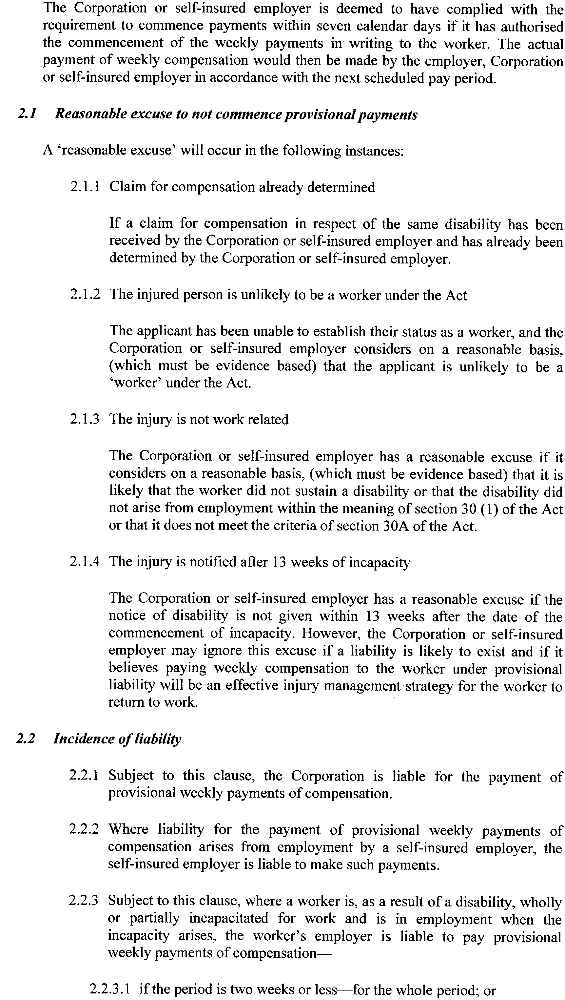 The Corporation or self-insured employer is deemed to have complied with the
requirement to commence payments within seven calendar days if it has authorised
the commencement of the weekly payments in writing to the worker. The actual
payment of weekly compensation would then be made by the employer, Corporation
or self-insured employer in accordance with the next scheduled pay period.
2.1 Reasonable excuse to not commence provisional payments
A ‘reasonable excuse’ will occur in the following instances:
2.1.1 Claim for compensation already determined
If a claim for compensation in respect of the same disability has been
received by the Corporation or self-insured employer and has already been
determined by the Corporation or self-insured employer.
2.1.2 The injured person is unlikely to be a worker under the Act
The applicant has been unable to establish their status as a worker, and the
Corporation or self-insured employer considers on a reasonable basis,
(which must be evidence based) that the applicant is unlikely to be a
‘worker’ under the Act.
2.1.3 The injury is not work related
The Corporation or self-insured employer has a reasonable excuse if it
considers on a reasonable basis, (which must be evidence based) that it is
likely that the worker did not sustain a disability or that the disability did
not arise from employment within the meaning of section 30 (1) of the Act
or that it does not meet the criteria of section 30A of the Act.
2.1.4 The injury is notified after 13 weeks of incapacity
The Corporation or self-insured employer has a reasonable excuse if the
notice of disability is not given within 13 weeks after the date of the
commencement of incapacity. However, the Corporation or self-insured
employer may ignore this excuse if a liability is likely to exist and if it
believes paying weekly compensation to the worker under provisional
liability will be an effective injury management strategy for the worker to
return to work.
2.2 Incidence of liability
2.2.1 Subject to this clause, the Corporation is liable for the payment of
provisional weekly payments of compensation.
2.2.2 Where liability for the payment of provisional weekly payments of
compensation arises from employment by a self-insured employer, the
self-insured employer is liable to make such payments.
2.2.3 Subject to this clause, where a worker is, as a result of a disability, wholly
or partially incapacitated for work and is in employment when the
incapacity arises, the worker’s employer is liable to pay provisional
weekly payments of compensation—
2.2.3.1 if the period is two weeks or less—for the whole period; or